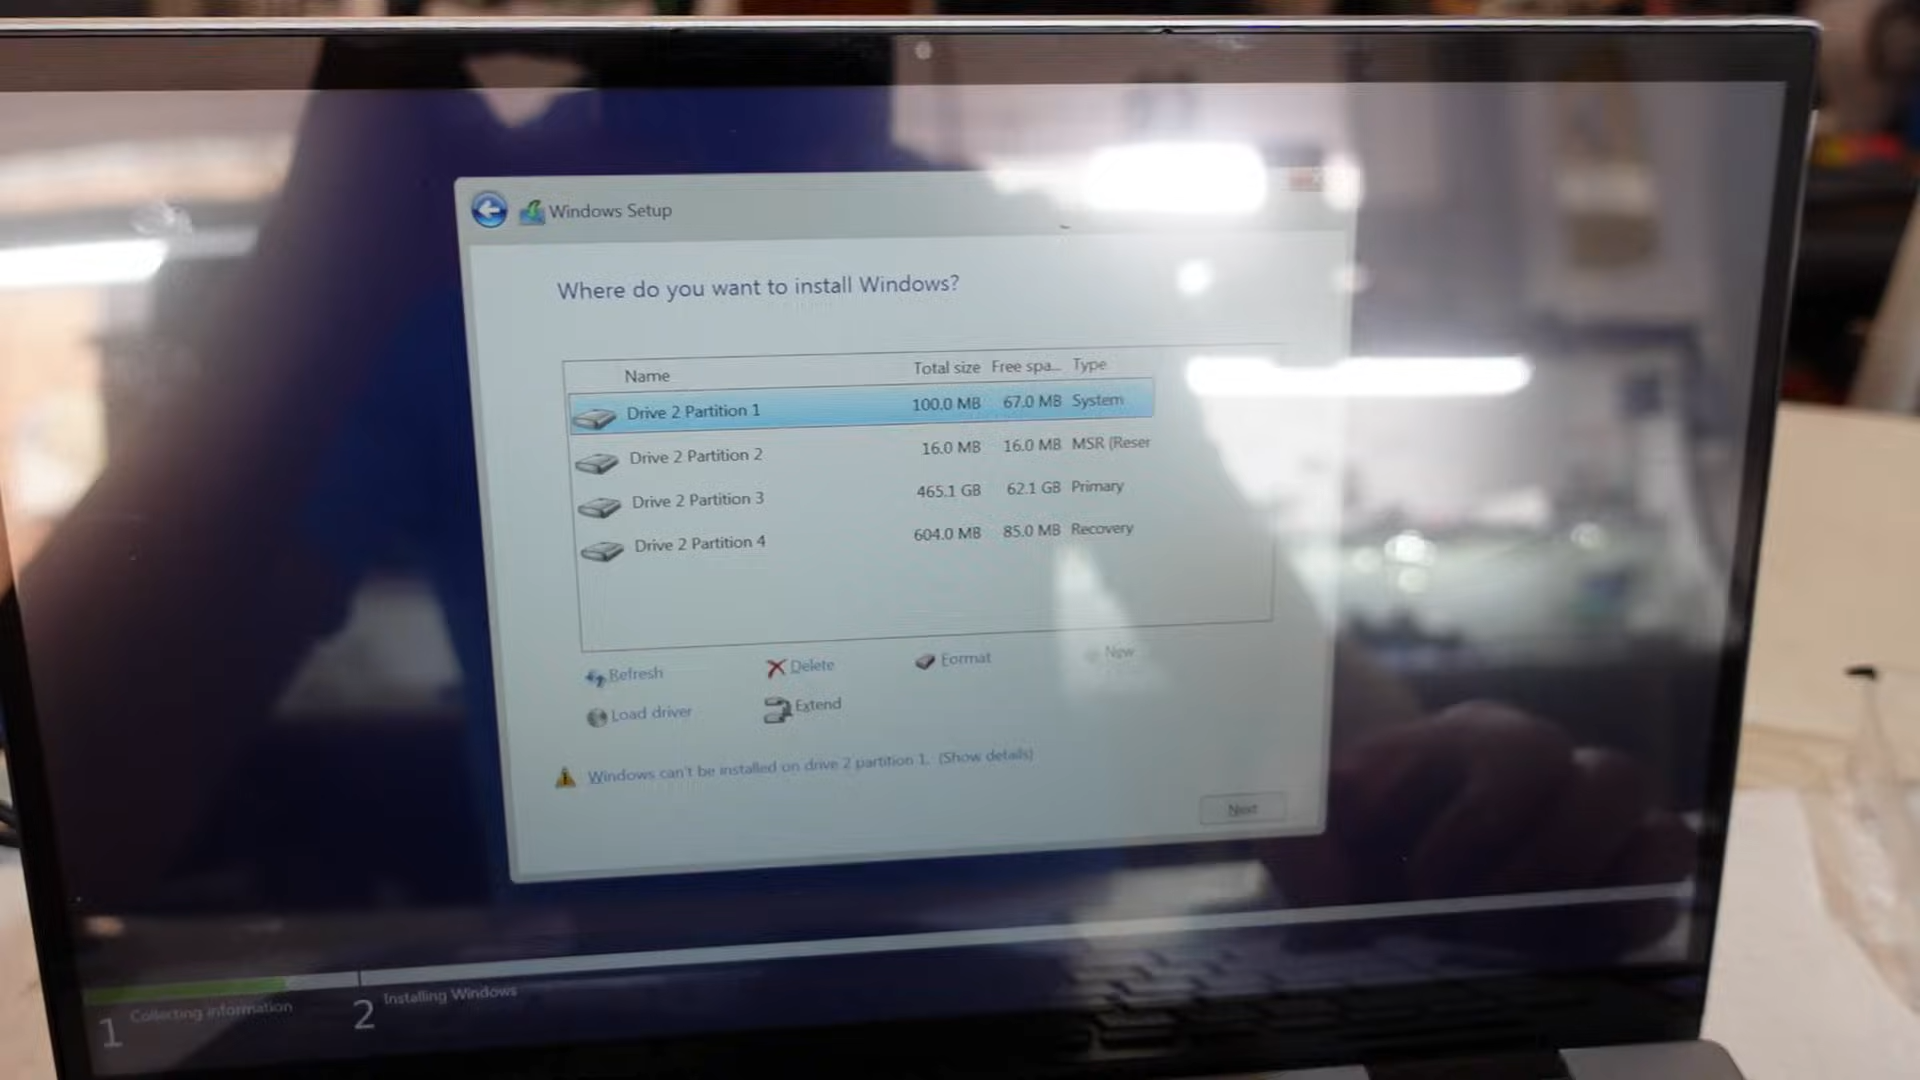 Windows Setup
Where do you want to install Windows?
Name Total size Free spa... Type
Drive 2 Partition 1 100.0 MB 67.0 MB System
Drive 2 Partition 2 16.0 MB 16.0 MB MSR (Reser
Drive 2 Partition 3 465.1 GB 62.1 GB Primary
Drive 2 Partition 4 604.0 MB 85.0 MB Recovery
Refresh Delete Format New
Load driver Extend
Windows can't be installed on drive 2 partition 1. (Show details)
Next
1 Collecting information 2 Installing Windows